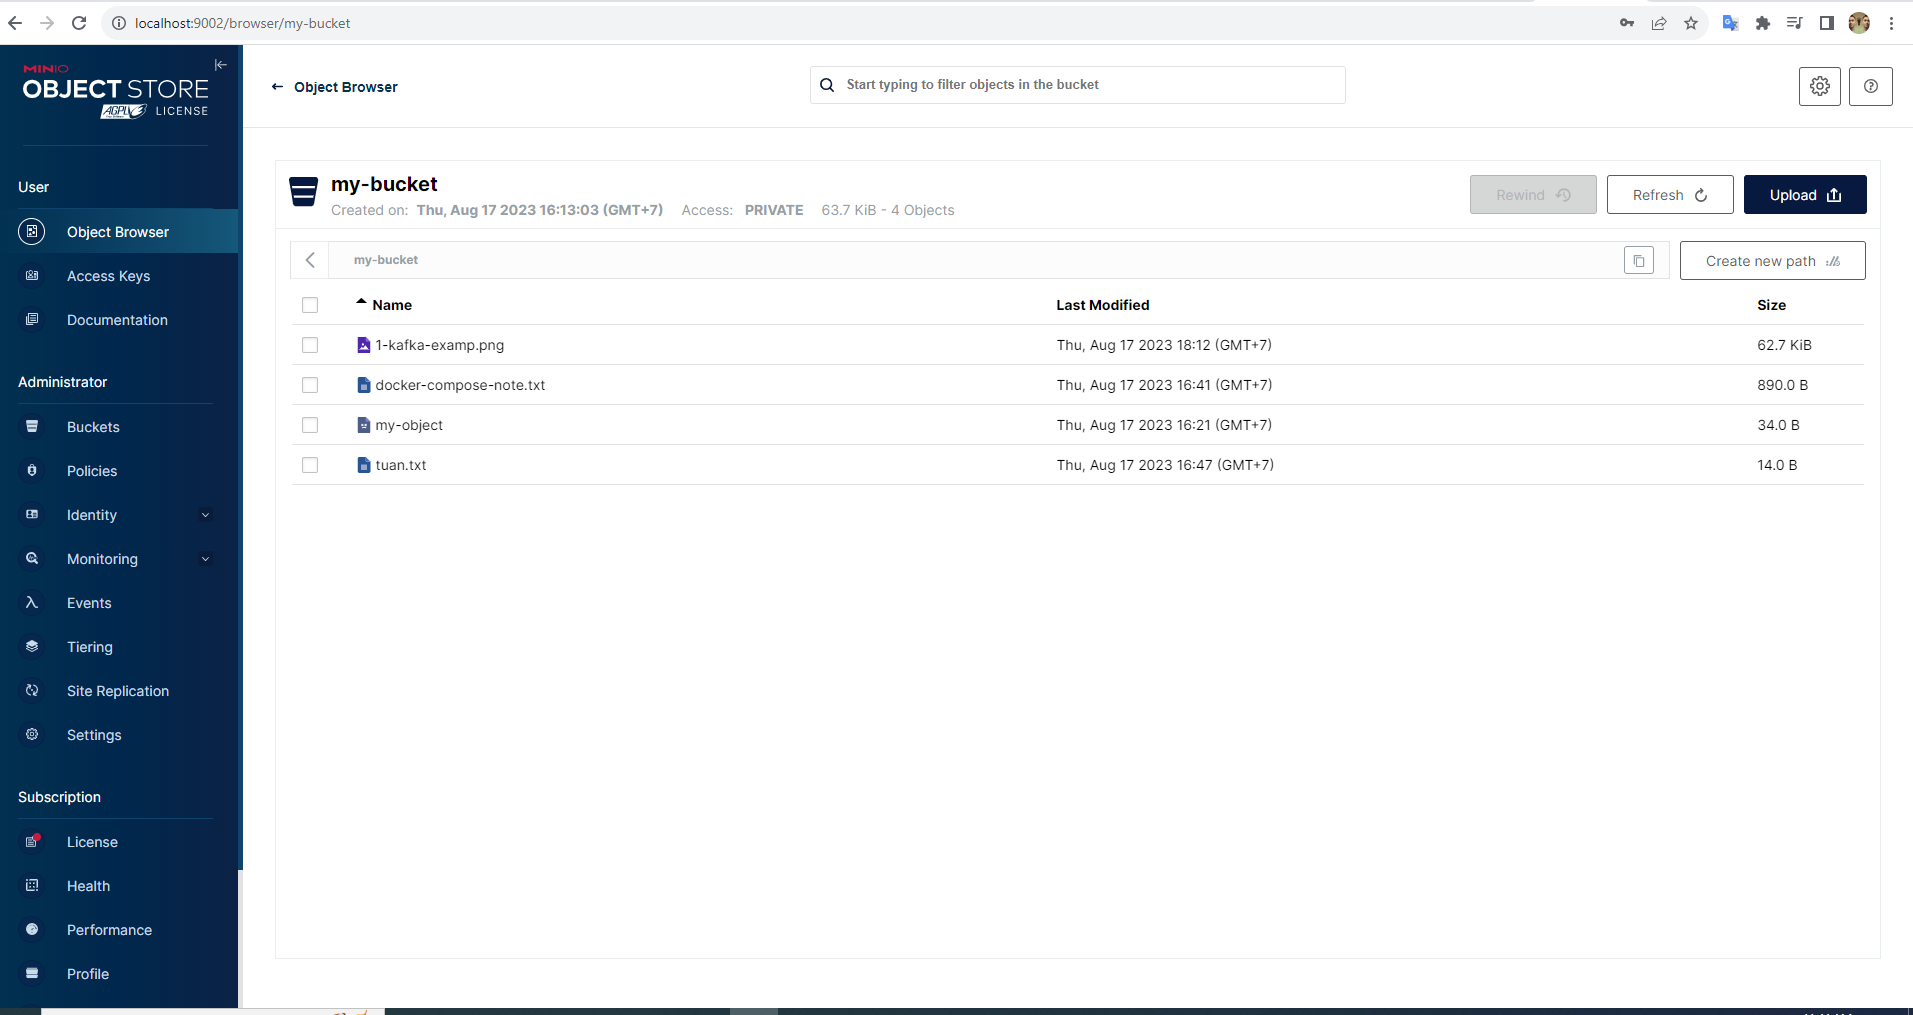 localhost:9002/browser/my-bucket
MINIO
OBJECT STORE
AGPLv3 LICENSE
← Object Browser
Start typing to filter objects in the bucket
User
Object Browser
Access Keys
Documentation
Administrator
Buckets
Policies
Identity
Monitoring
Events
Tiering
Site Replication
Settings
Subscription
License
Health
Performance
Profile
my-bucket
Created on: Thu, Aug 17 2023 16:13:03 (GMT+7) Access: PRIVATE 63.7 KiB - 4 Objects
Rewind Refresh Upload
my-bucket
Create new path
Name Last Modified Size
1-kafka-examp.png Thu, Aug 17 2023 18:12 (GMT+7) 62.7 KiB
docker-compose-note.txt Thu, Aug 17 2023 16:41 (GMT+7) 890.0 B
my-object Thu, Aug 17 2023 16:21 (GMT+7) 34.0 B
tuan.txt Thu, Aug 17 2023 16:47 (GMT+7) 14.0 B